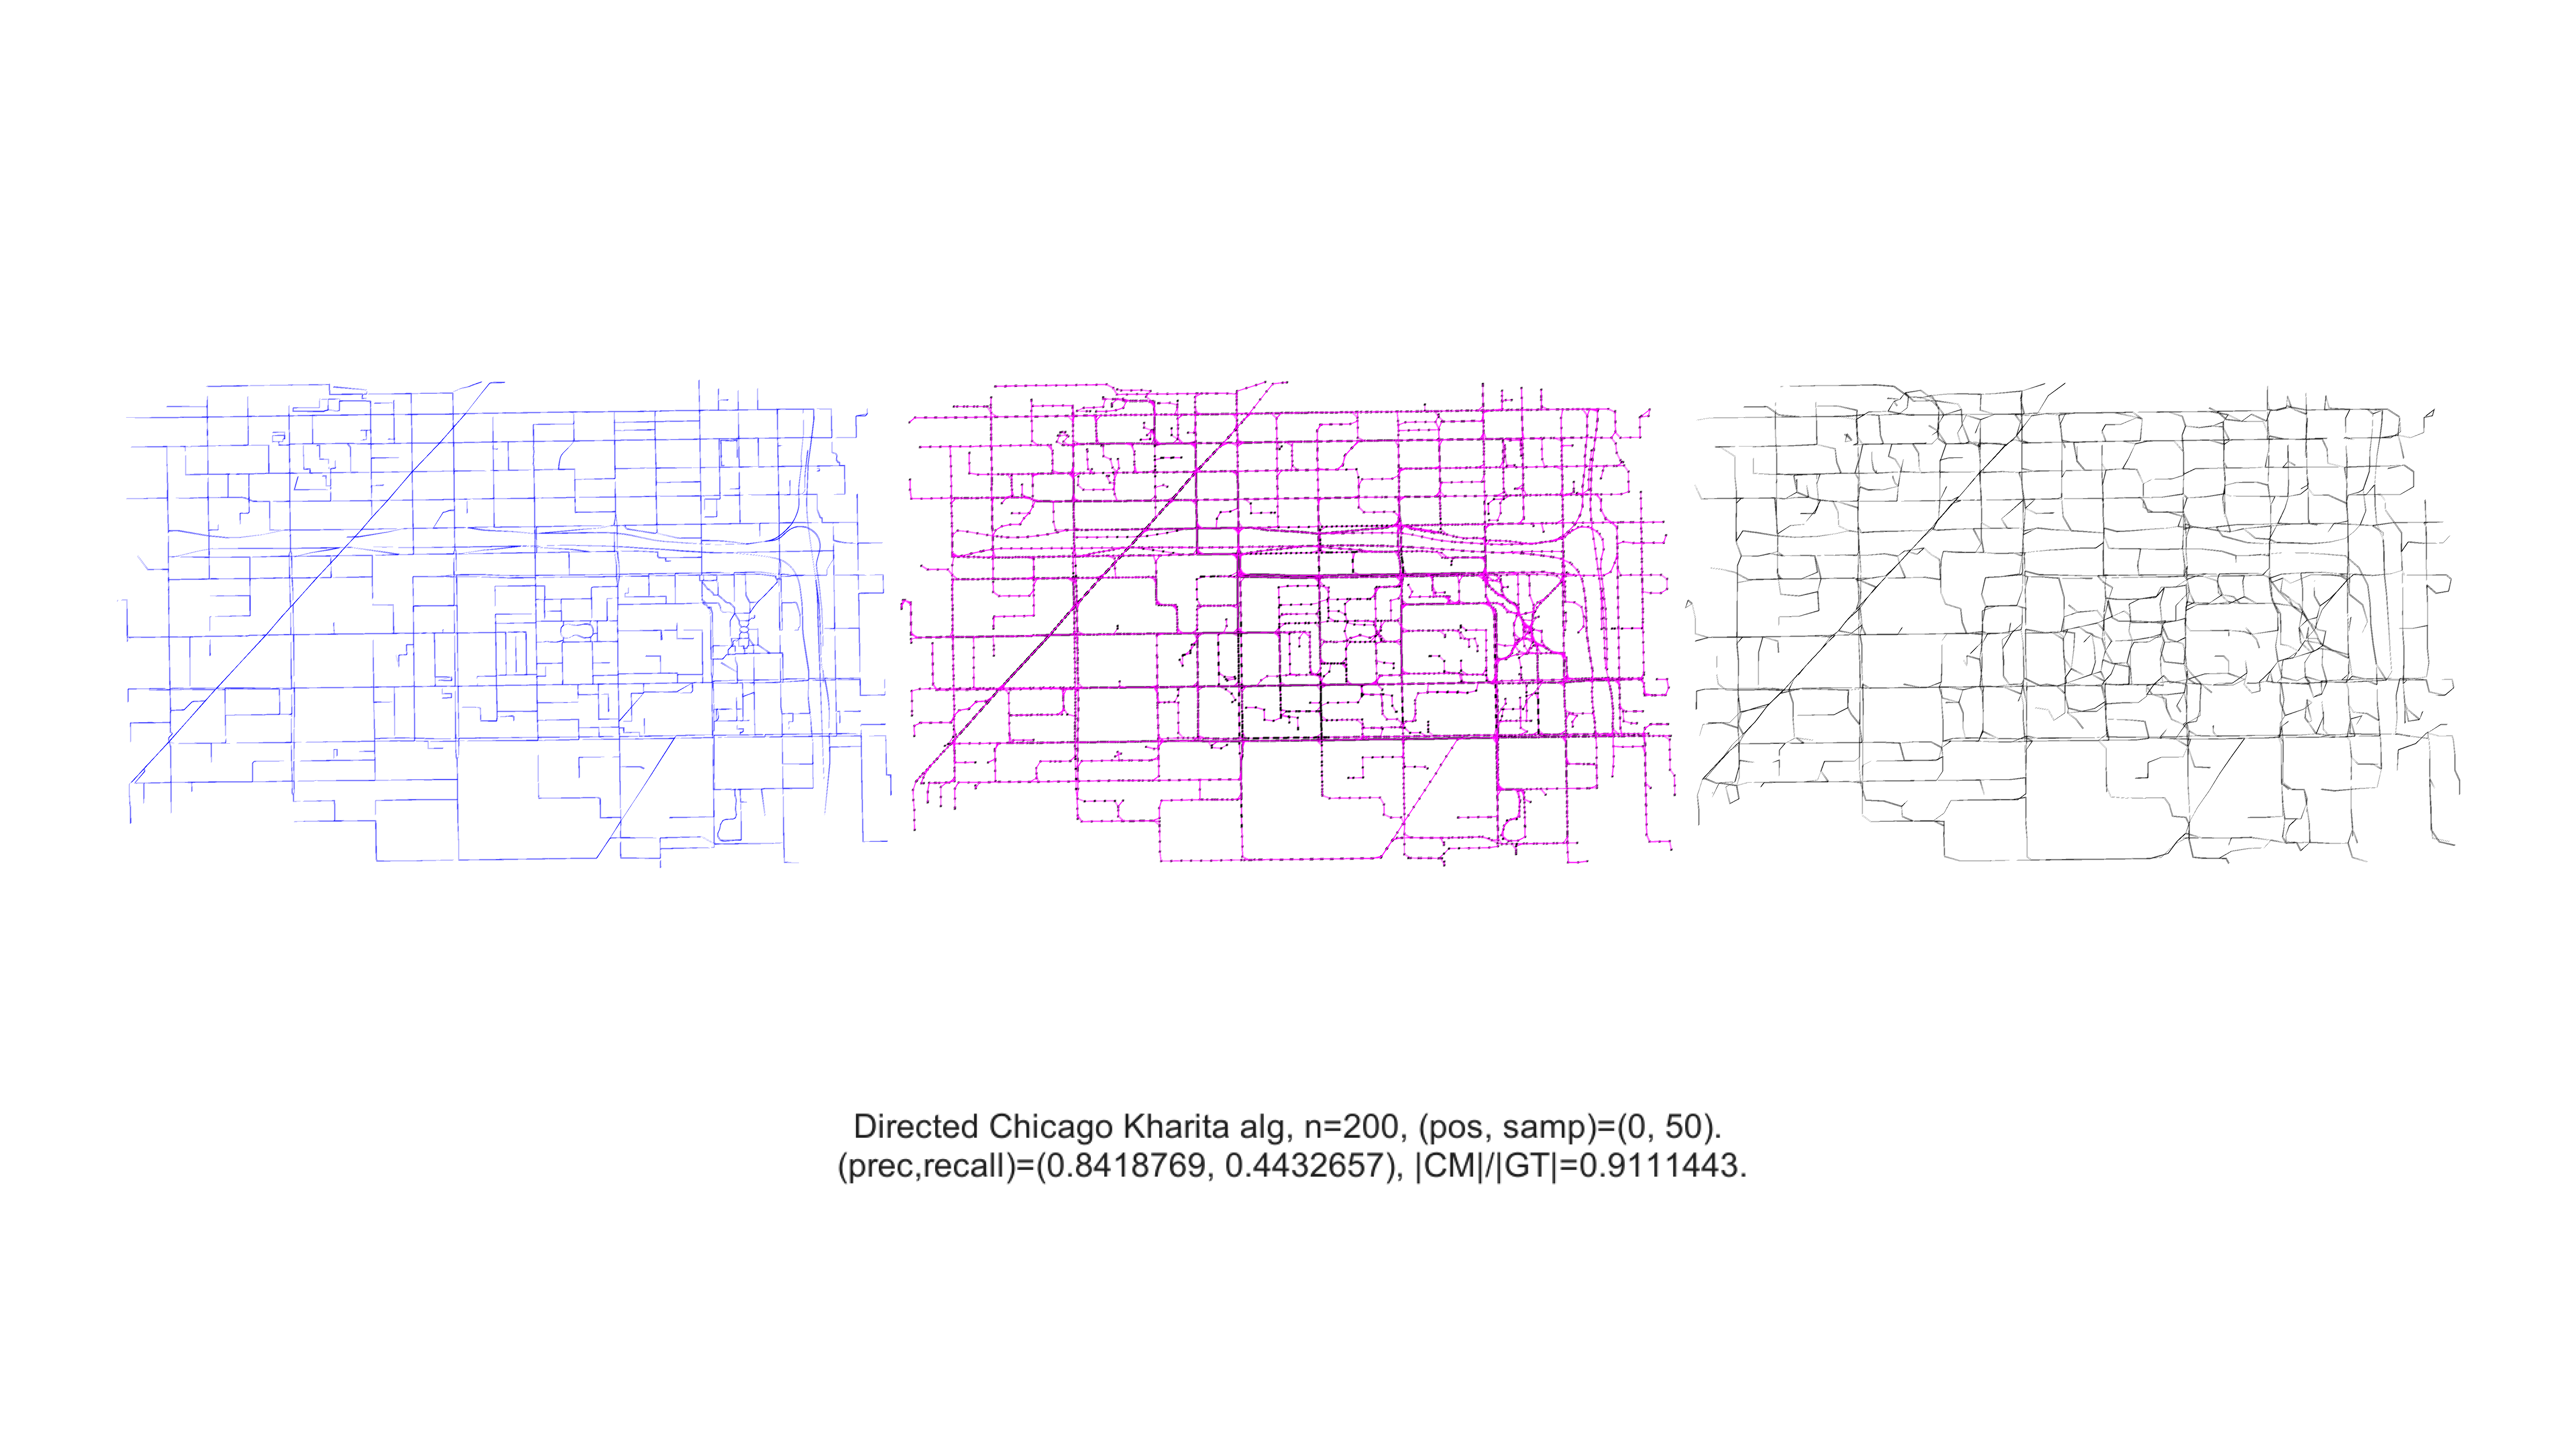 Directed Chicago Kharita alg, n=200, (pos, samp)=(0, 50).
(prec,recall)=(0.8418769, 0.4432657), |CM|/|GT|=0.9111443.